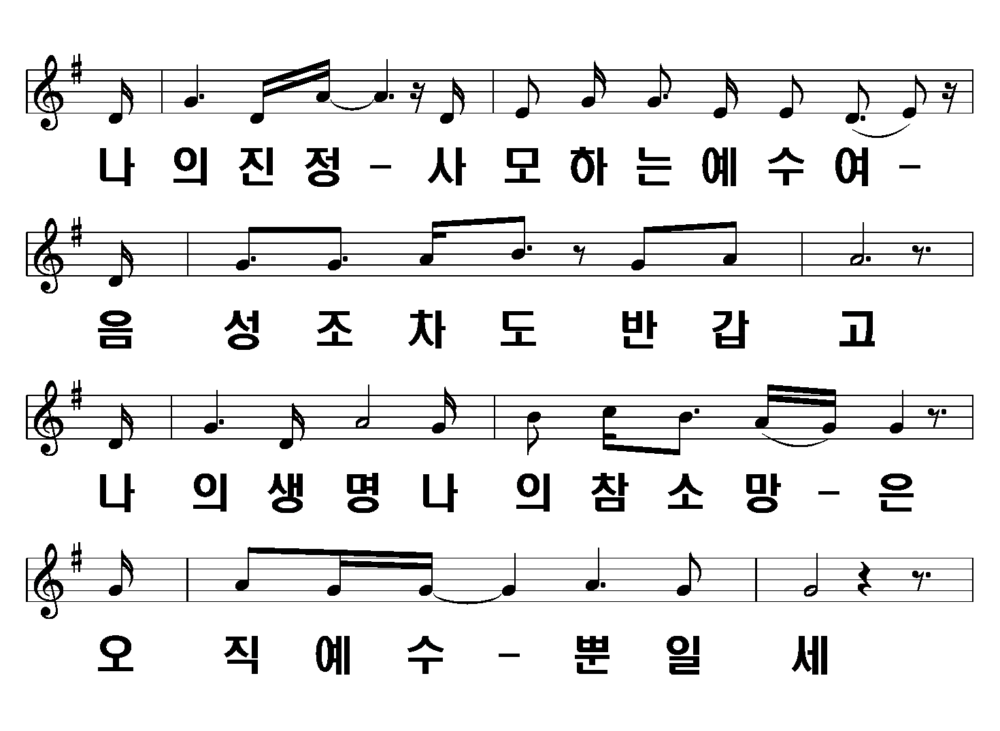 나 의 진 정 - 사 모 하 는 예 수 여 -
음 성 조 차 도 반 갑 고
나 의 생 명 나 의 참 소 망 - 은
오 직 예 수 - 뿐 일 세